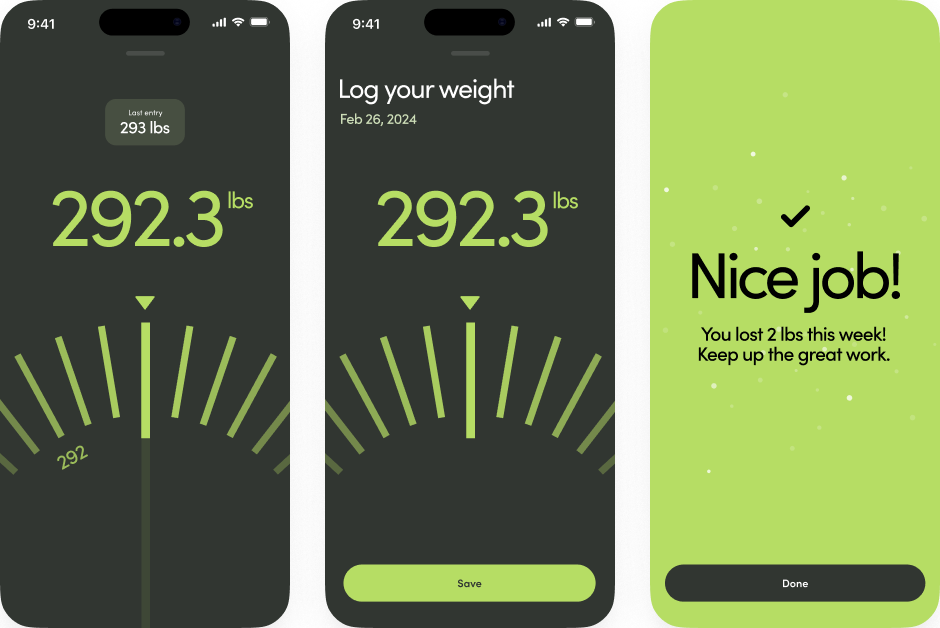 9:41
Last entry
293 lbs
292.3 lbs
292
9:41
Log your weight
Feb 26, 2024
292.3 lbs
Save
Nice job!
You lost 2 lbs this week!
Keep up the great work.
Done